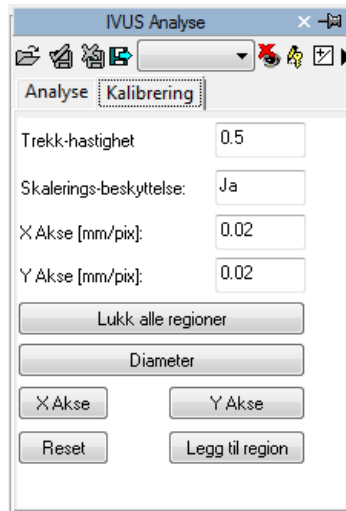 IVUS Analyse
Analyse Kalibrering
Trekk-hastighet 0.5
Skalerings-beskyttelse: Ja
X Akse [mm/pix]: 0.02
Y Akse [mm/pix]: 0.02
Lukk alle regioner
Diameter
X Akse Y Akse
Reset Legg til region